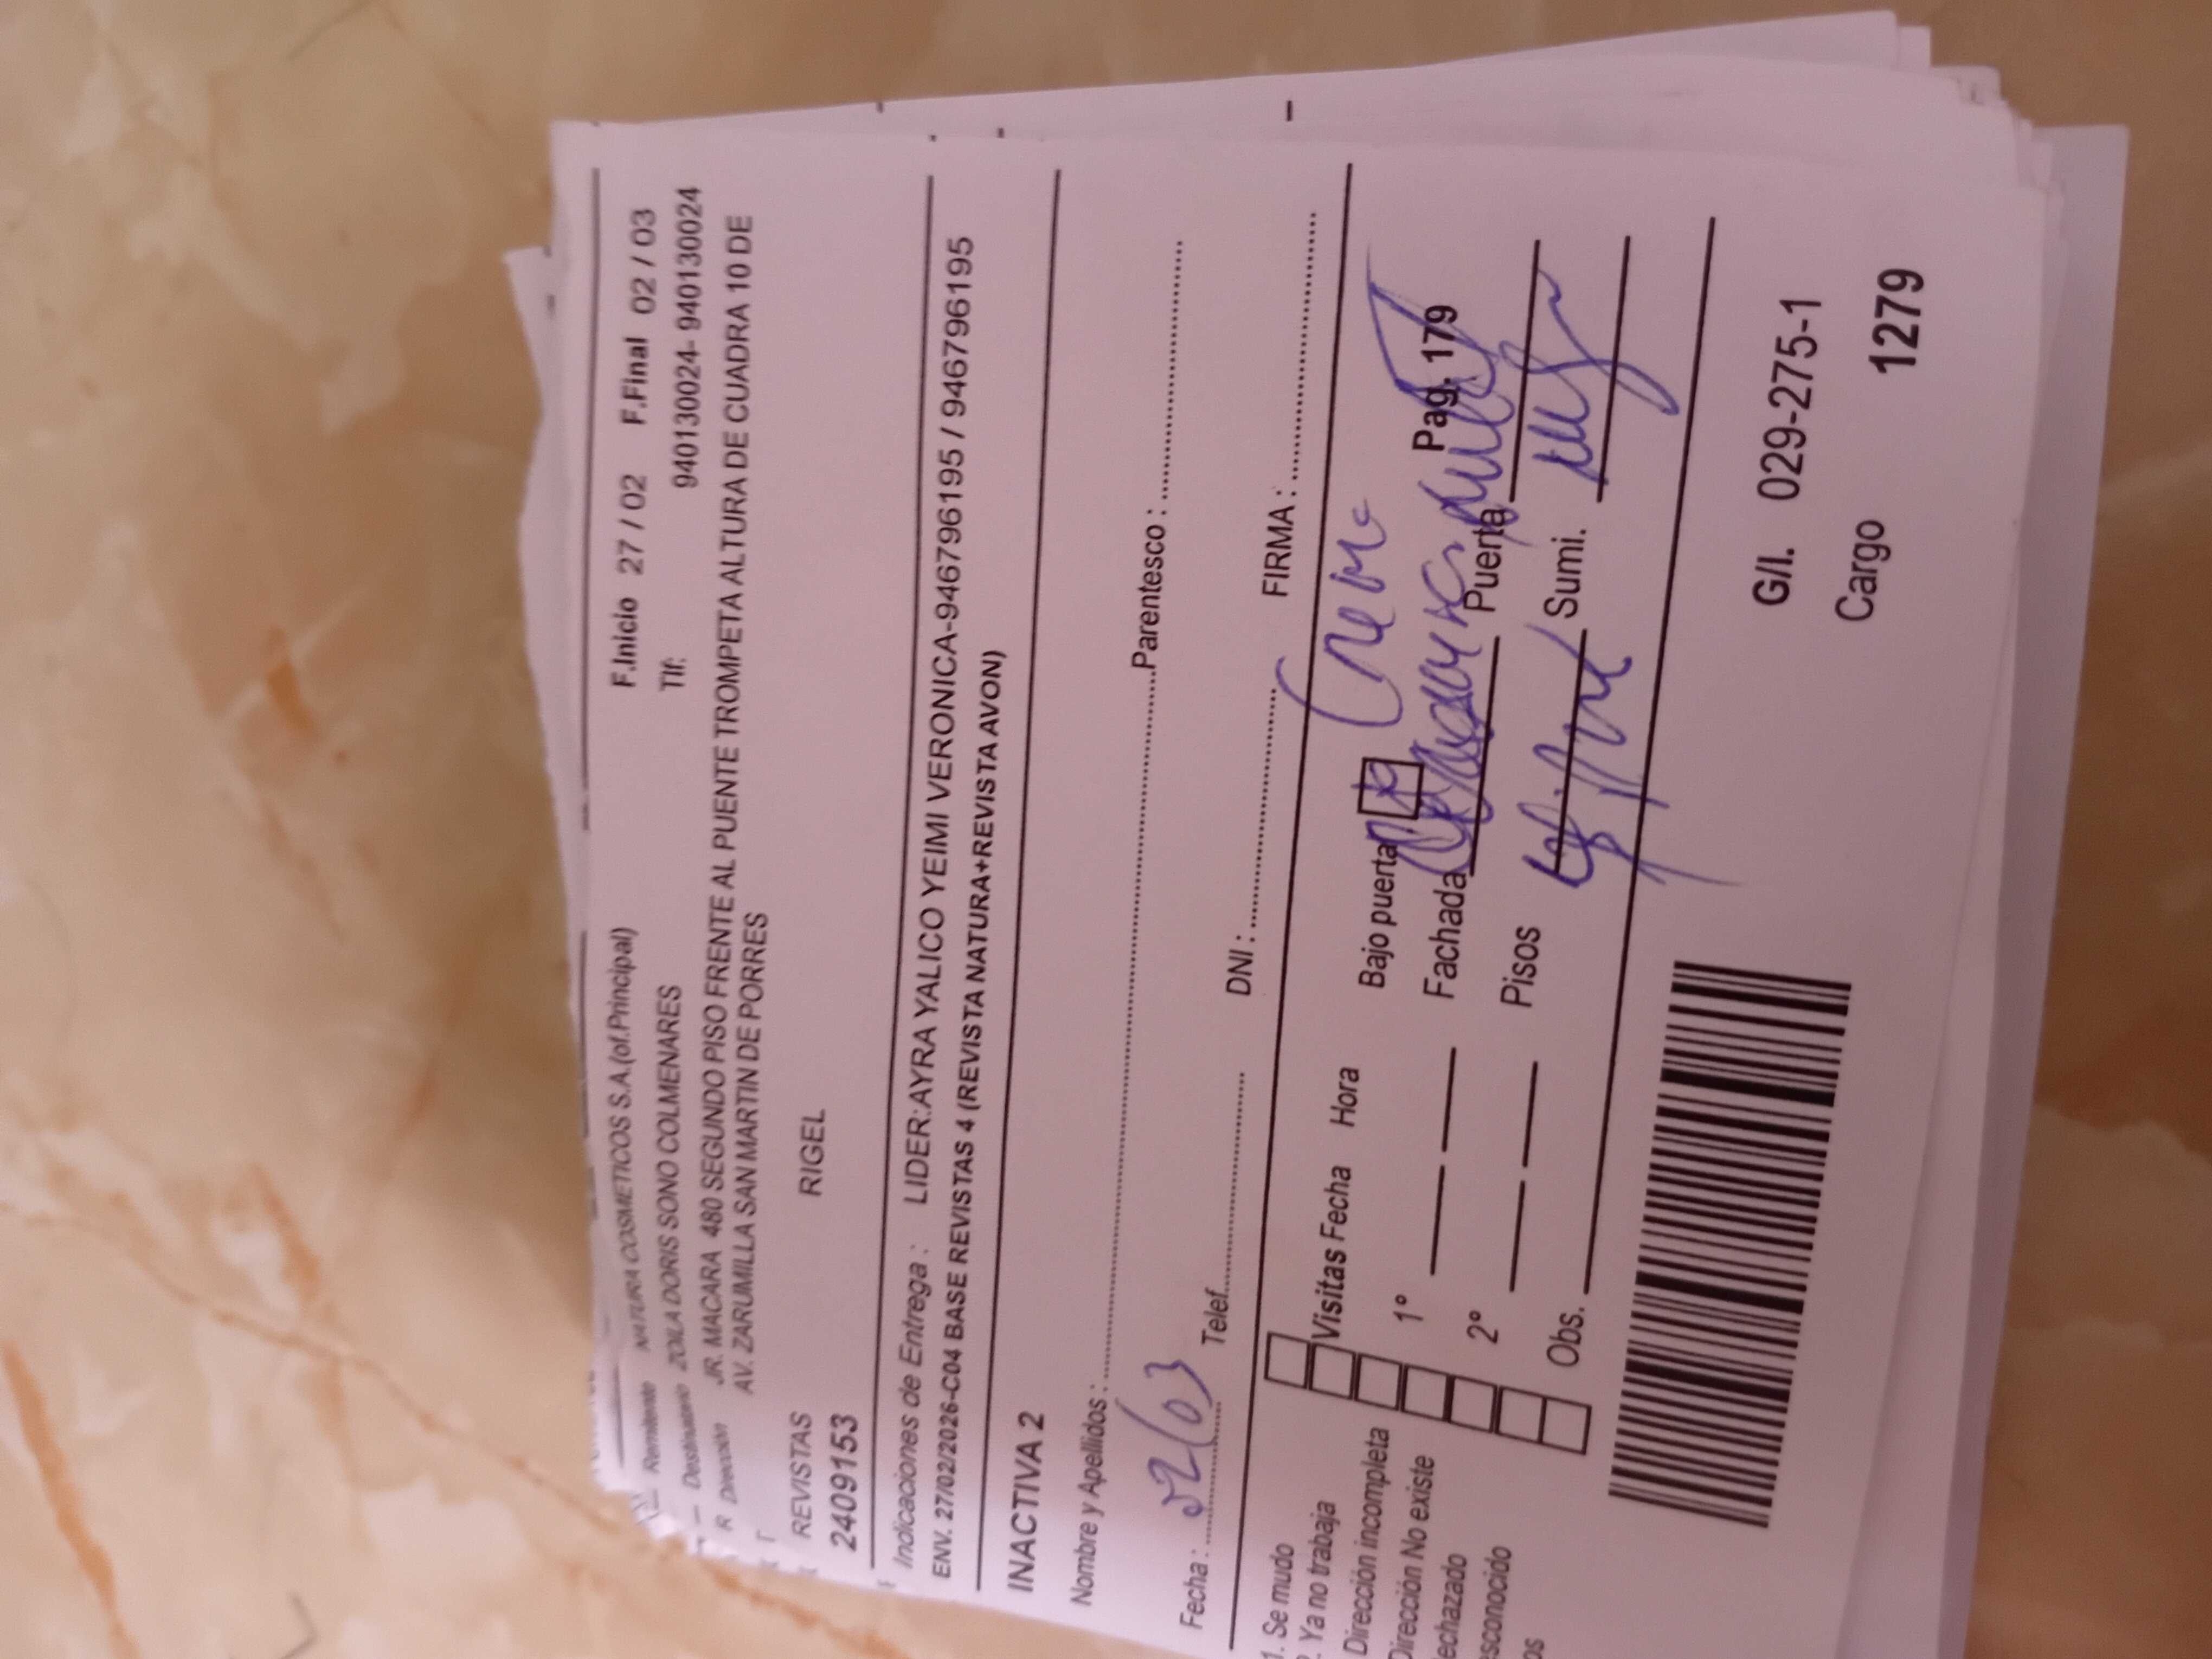 F.Inicio 27 / 02 F.Final 02 / 03
Remitente NATURA COSMETICOS S.A.(of.Principal)
Tlf: 940130024- 940130024
Destinatario ZOILA DORIS SONO COLMENARES
Dirección JR. MACARA 480 SEGUNDO PISO FRENTE AL PUENTE TROMPETA ALTURA DE CUADRA 10 DE
AV. ZARUMILLA SAN MARTIN DE PORRES
REVISTAS RIGEL
2409153
Indicaciones de Entrega : LIDER:AYRA YALICO YEIMI VERONICA-946796195 / 946796195
ENV. 27/02/2026-C04 BASE REVISTAS 4 (REVISTA NATURA+REVISTA AVON)
INACTIVA 2
Nombre y Apellidos : Parentesco :
Fecha : 02/03 Telef. DNI : FIRMA :
1. Se mudo
Ya no trabaja
Dirección incompleta
Dirección No existe
echazado
sconocido
os
Visitas Fecha Hora
1°
2°
Obs.
Bajo puerta
Fachada
Pisos
Pag. 179
Puerta
Sumi.
G/I. 029-275-1
Cargo 1279